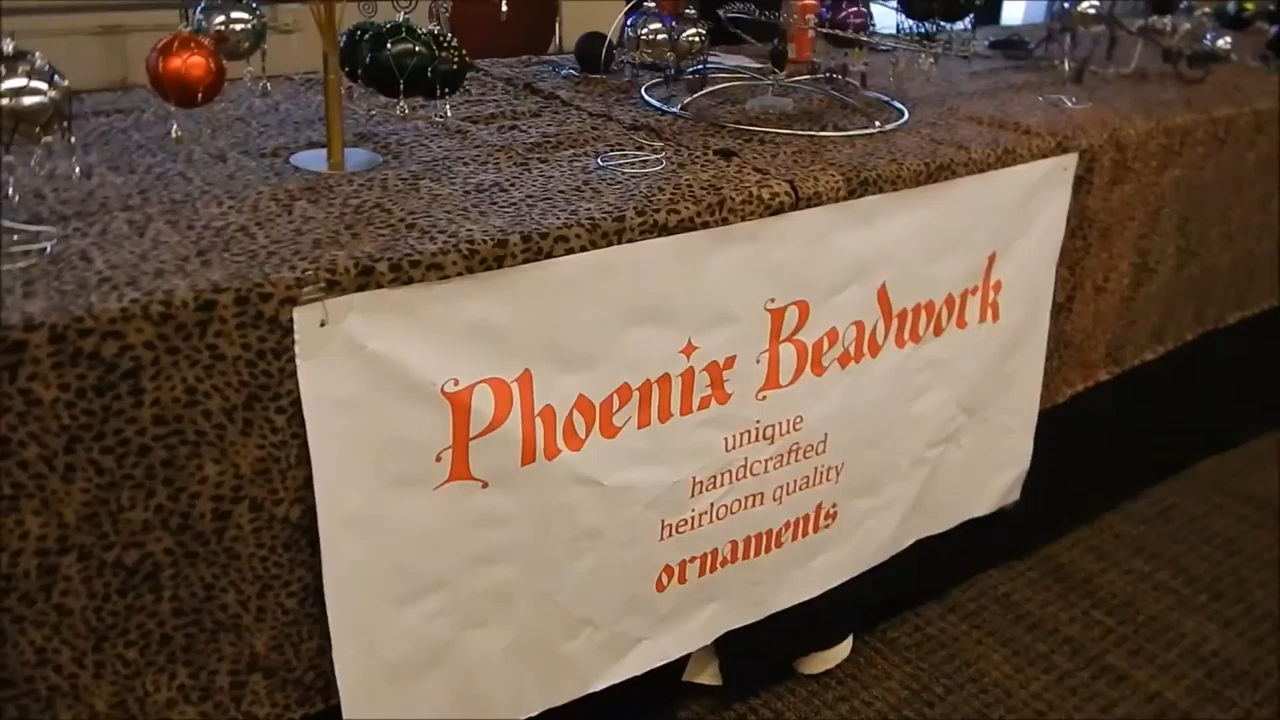 Phoenix Beadwork
unique
handcrafted
heirloom quality
ornaments